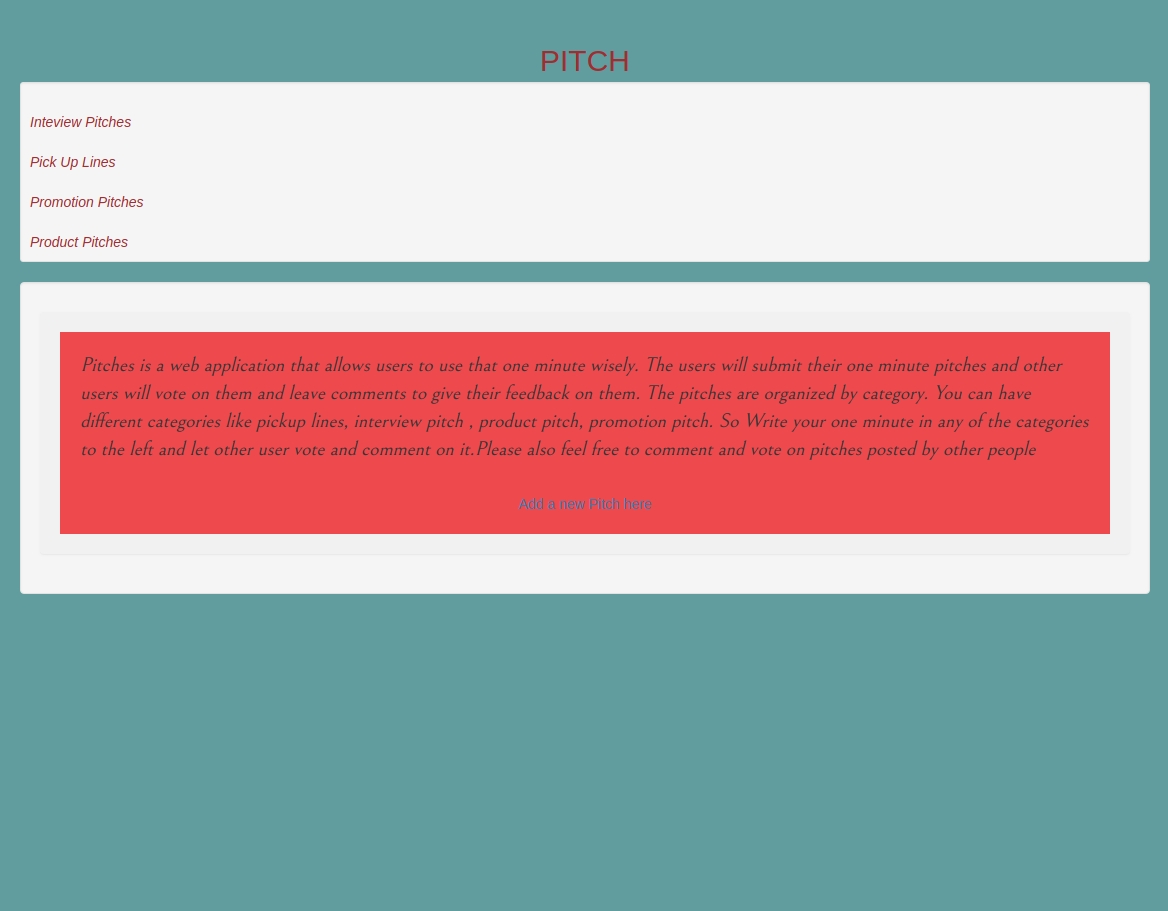 PITCH
Inteview Pitches
Pick Up Lines
Promotion Pitches
Product Pitches
Pitches is a web application that allows users to use that one minute wisely. The users will submit their one minute pitches and other
users will vote on them and leave comments to give their feedback on them. The pitches are organized by category. You can have
different categories like pickup lines, interview pitch , product pitch, promotion pitch. So Write your one minute in any of the categories
to the left and let other user vote and comment on it.Please also feel free to comment and vote on pitches posted by other people
Add a new Pitch here